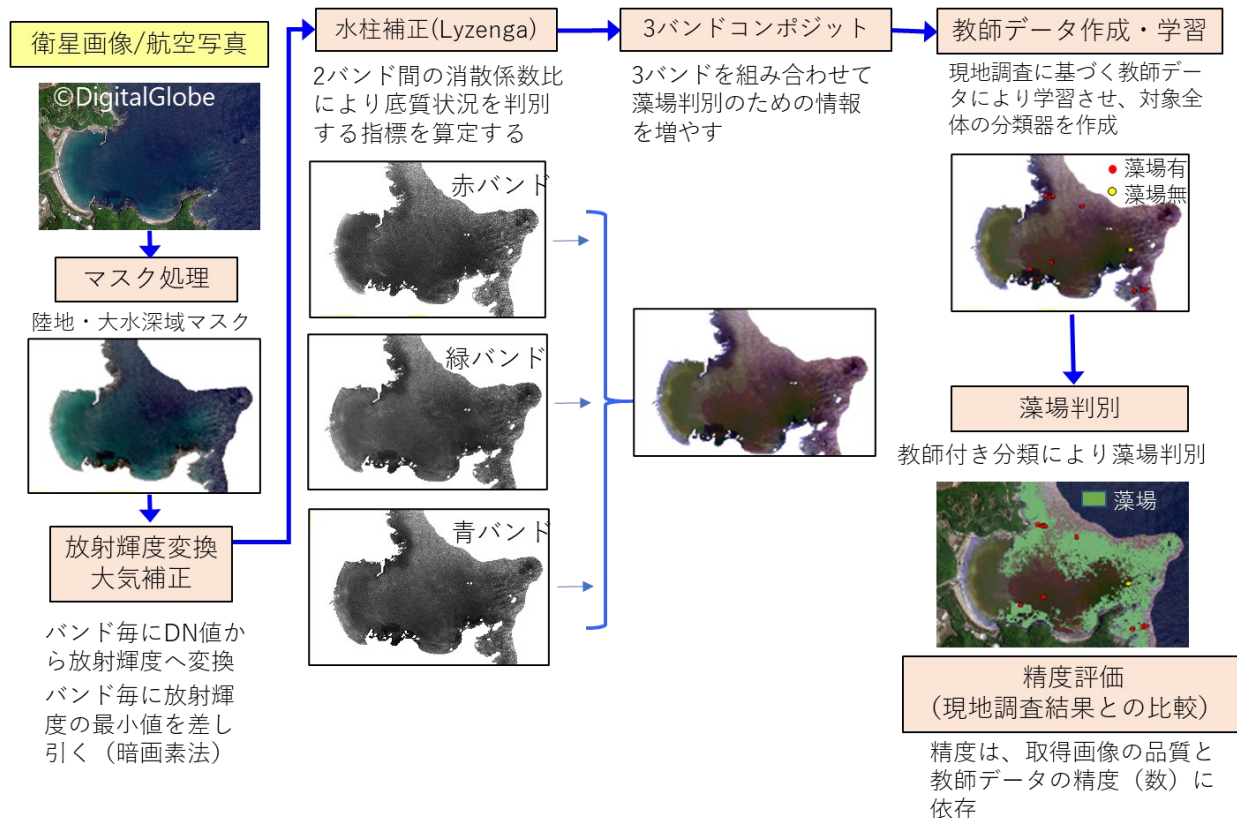 衛星画像/航空写真
©DigitalGlobe
マスク処理
陸地・大水深域マスク
放射輝度変換
大気補正
バンド毎にDN値か
ら放射輝度へ変換
バンド毎に放射輝
度の最小値を差し
引く（暗画素法）
水柱補正(Lyzenga)
2バンド間の消散係数比
により底質状況を判別
する指標を算定する
赤バンド
緑バンド
青バンド
3バンドコンポジット
3バンドを組み合わせて
藻場判別のための情報
を増やす
教師データ作成・学習
現地調査に基づく教師デー
タにより学習させ、対象全
体の分類器を作成
藻場有
藻場無
藻場判別
教師付き分類により藻場判別
藻場
精度評価
（現地調査結果との比較）
精度は、取得画像の品質と
教師データの精度（数）に
依存